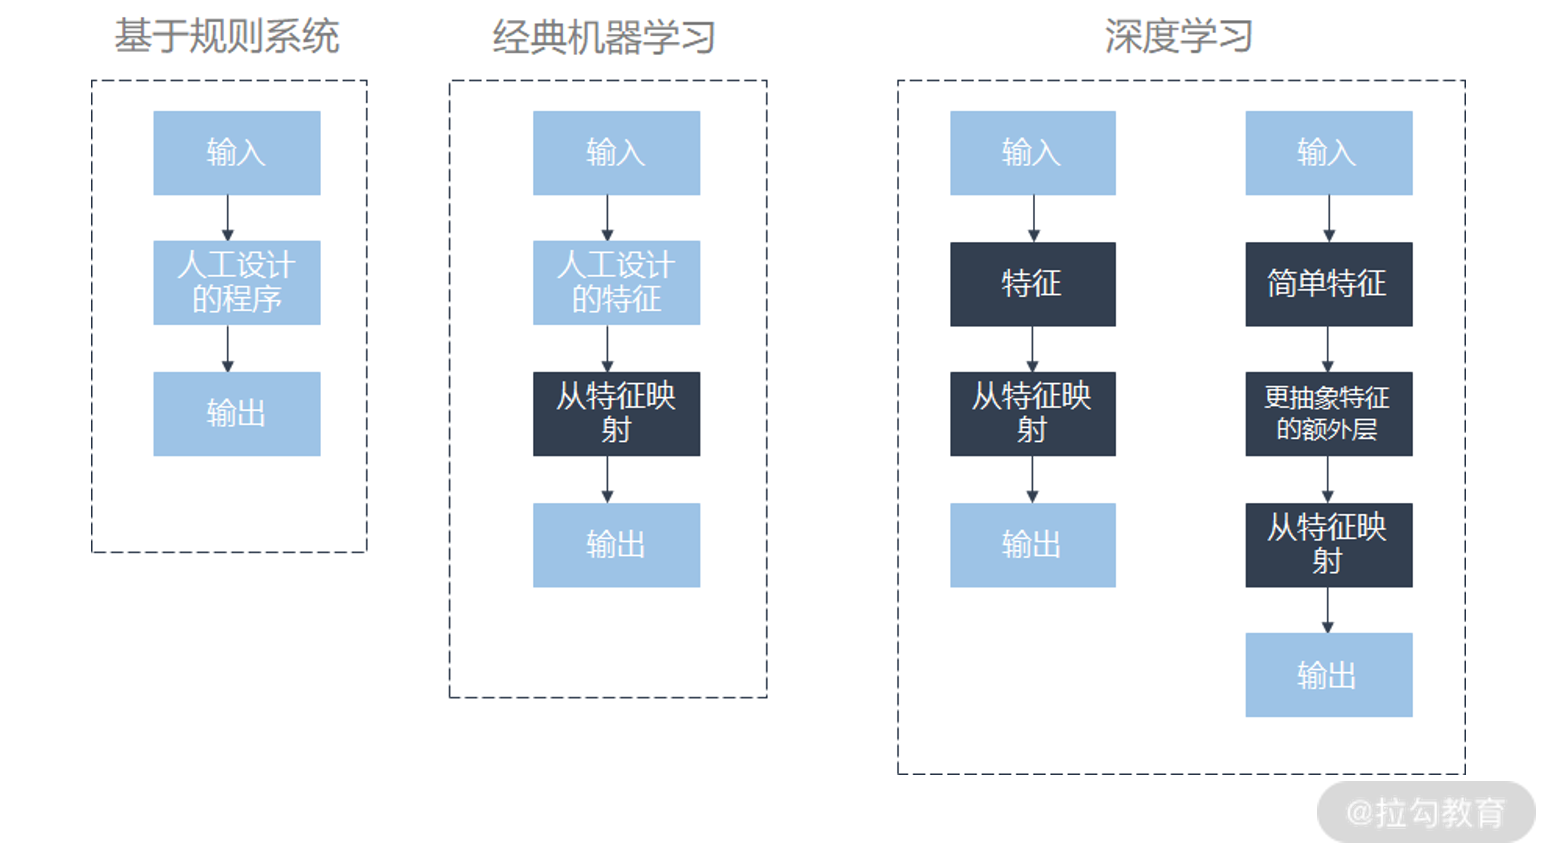 基于规则系统
输入
人工设计
的程序
输出
经典机器学习
输入
人工设计
的特征
从特征映
射
输出
深度学习
输入
特征
从特征映
射
输出
输入
简单特征
更抽象特征
的额外层
从特征映
射
输出
@拉勾教育